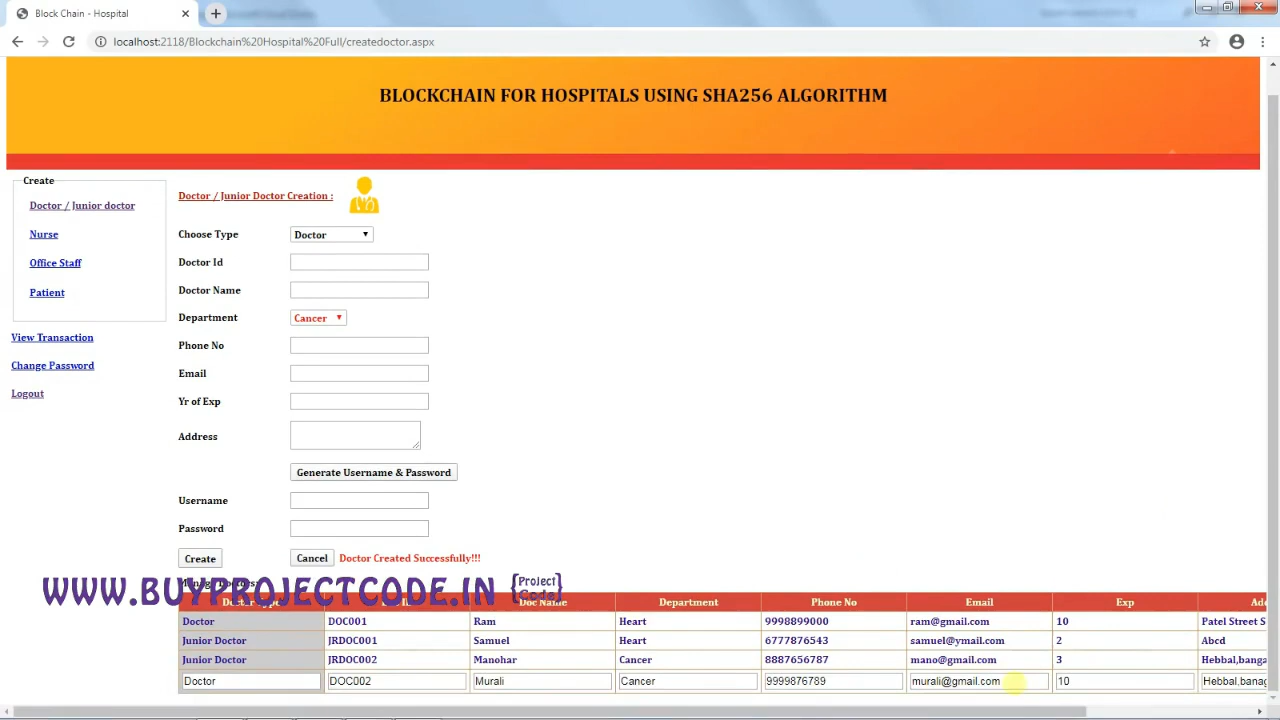 Block Chain - Hospital
localhost:2118/Blockchain%20Hospital%20Full/createdoctor.aspx
BLOCKCHAIN FOR HOSPITALS USING SHA256 ALGORITHM
Create
Doctor / Junior doctor
Nurse
Office Staff
Patient
View Transaction
Change Password
Logout
Doctor / Junior Doctor Creation :
Choose Type Doctor
Doctor Id
Doctor Name
Department Cancer
Phone No
Email
Yr of Exp
Address
Generate Username & Password
Username
Password
Create Cancel Doctor Created Successfully!!!
WWW.BUYPROJECTCODE.IN {Project Code}
Name Department Phone No Email Exp
Doctor DOC001 Ram Heart 9998899000 ram@gmail.com 10 Patel Street S
Junior Doctor JRDOC001 Samuel Heart 6777876543 samuel@ymail.com 2 Abcd
Junior Doctor JRDOC002 Manohar Cancer 8887656787 mano@gmail.com 3 Hebbal,banga
Doctor DOC002 Murali Cancer 9999876789 murali@gmail.com 10 Hebbal,banag